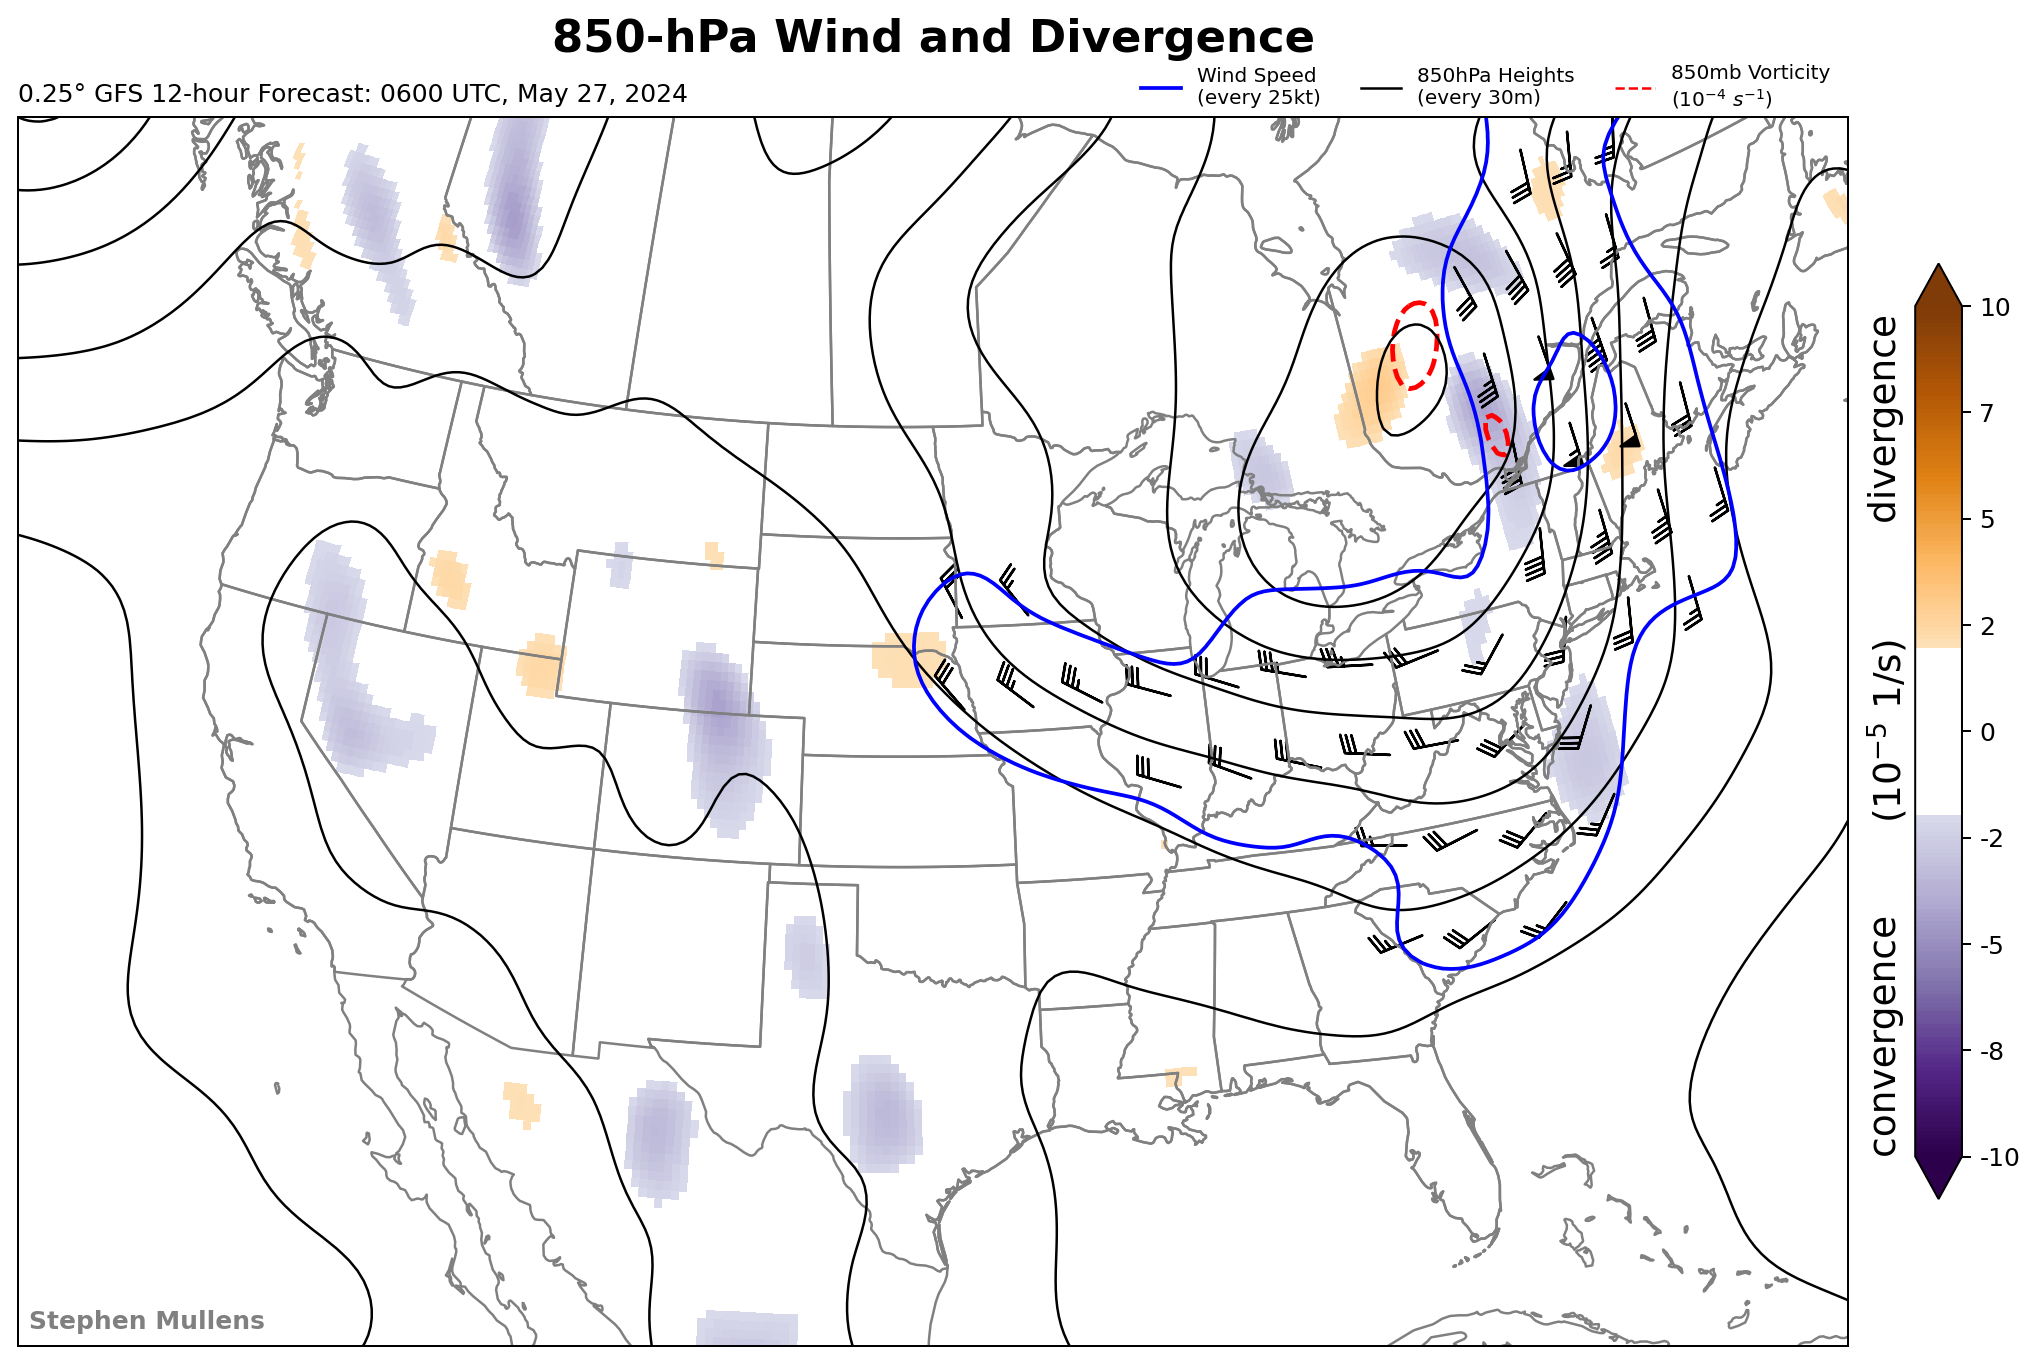 850-hPa Wind and Divergence
0.25° GFS 12-hour Forecast: 0600 UTC, May 27, 2024
Wind Speed
(every 25kt)
850hPa Heights
(every 30m)
850mb Vorticity
(10⁻⁴ s⁻¹)
10
7
5
2
0
-2
-5
-8
-10
convergence (10⁻⁵ 1/s) divergence
Stephen Mullens